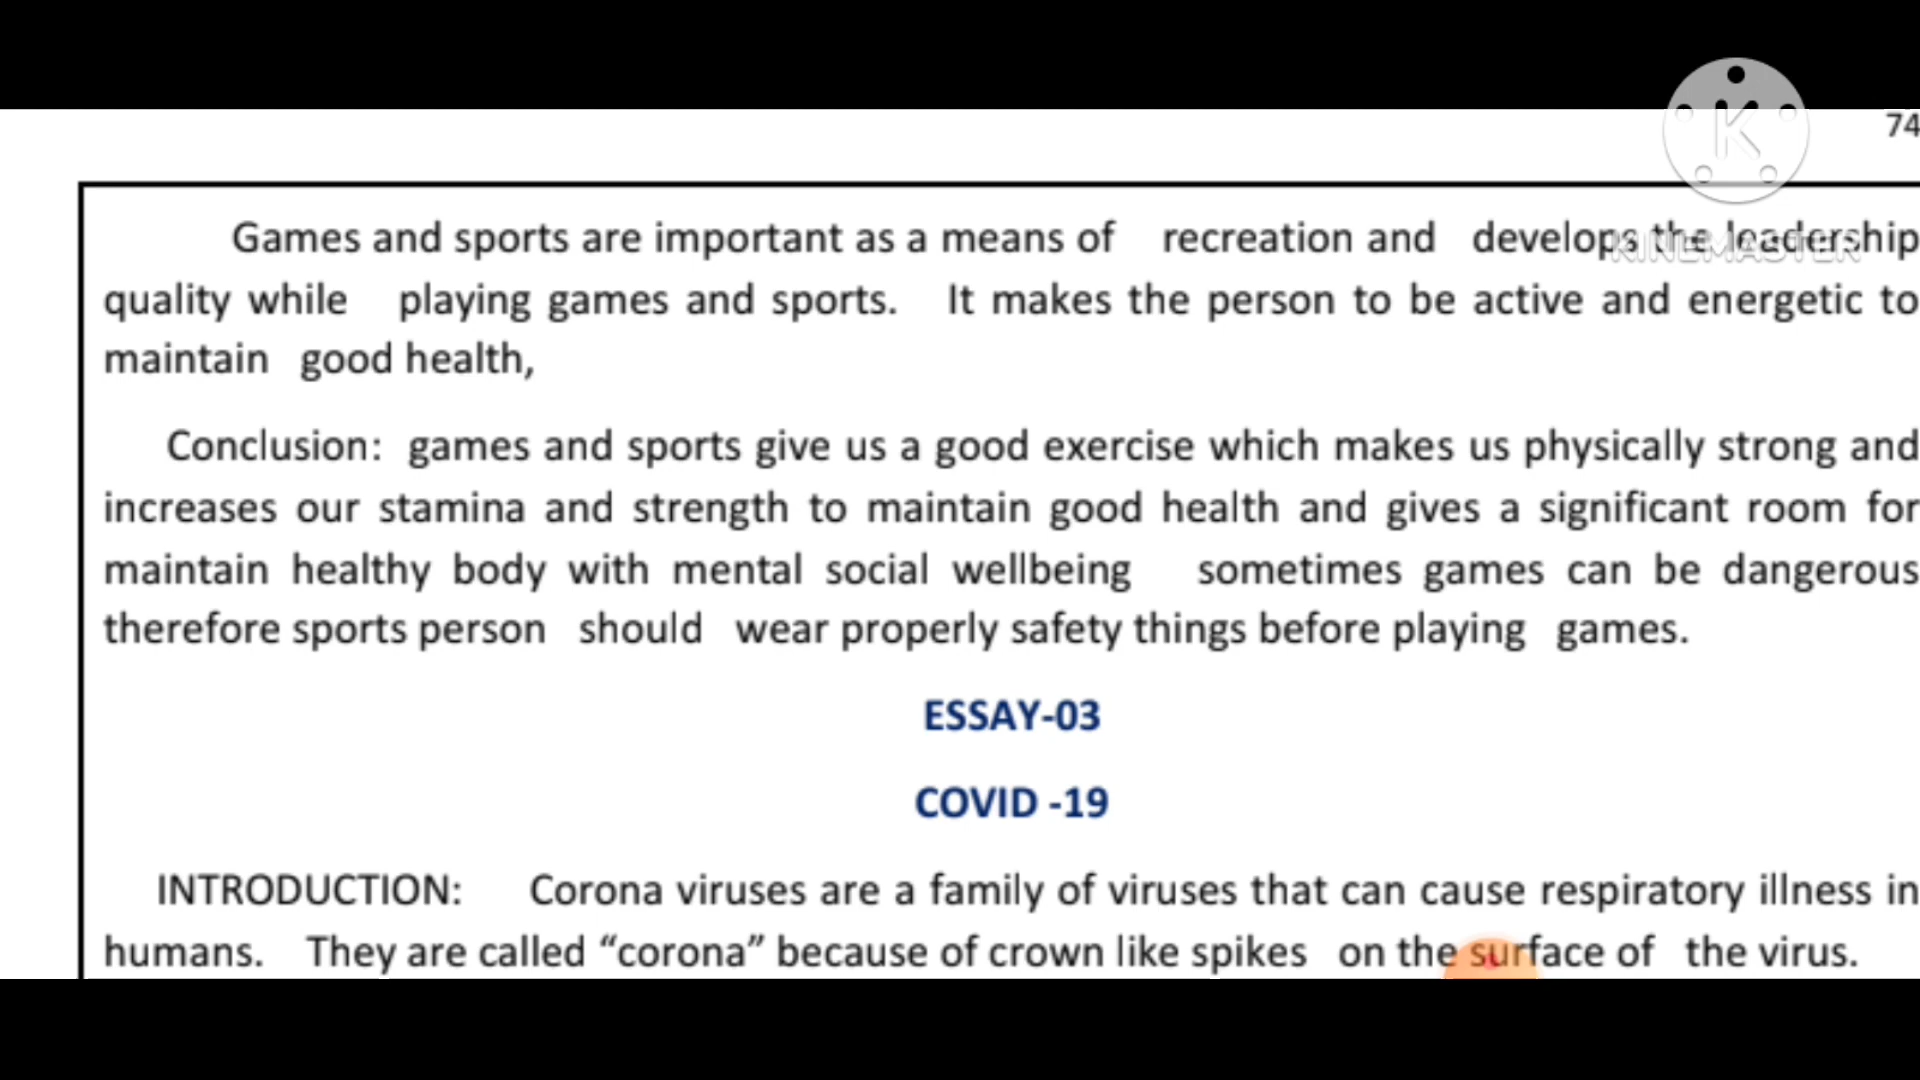 K
KINEMASTER
74
Games and sports are important as a means of recreation and develops the leadership
quality while playing games and sports. It makes the person to be active and energetic to
maintain good health,
Conclusion: games and sports give us a good exercise which makes us physically strong and
increases our stamina and strength to maintain good health and gives a significant room for
maintain healthy body with mental social wellbeing sometimes games can be dangerous
therefore sports person should wear properly safety things before playing games.
ESSAY-03
COVID -19
INTRODUCTION: Corona viruses are a family of viruses that can cause respiratory illness in
humans. They are called “corona” because of crown like spikes on the surface of the virus.